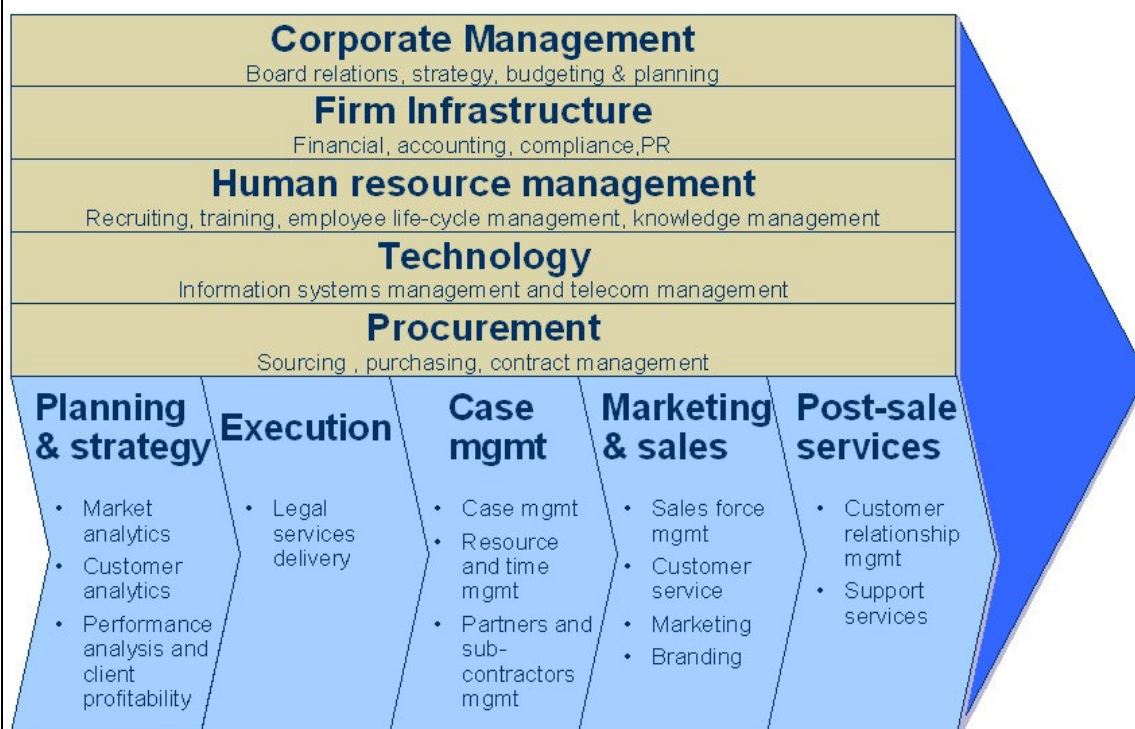 Corporate Management
Board relations, strategy, budgeting & planning
Firm Infrastructure
Financial, accounting, compliance,PR
Human resource management
Recruiting, training, employee life-cycle management, knowledge management
Technology
Information systems management and telecom management
Procurement
Sourcing , purchasing, contract management
Planning
& strategy
• Market
analytics
• Customer
analytics
• Performance
analysis and
client
profitability
Execution
• Legal
services
delivery
Case
mgmt
• Case mgmt
• Resource
and time
mgmt
• Partners and
sub-
contractors
mgmt
Marketing
& sales
• Sales force
mgmt
• Customer
service
• Marketing
• Branding
Post-sale
services
• Customer
relationship
mgmt
• Support
services